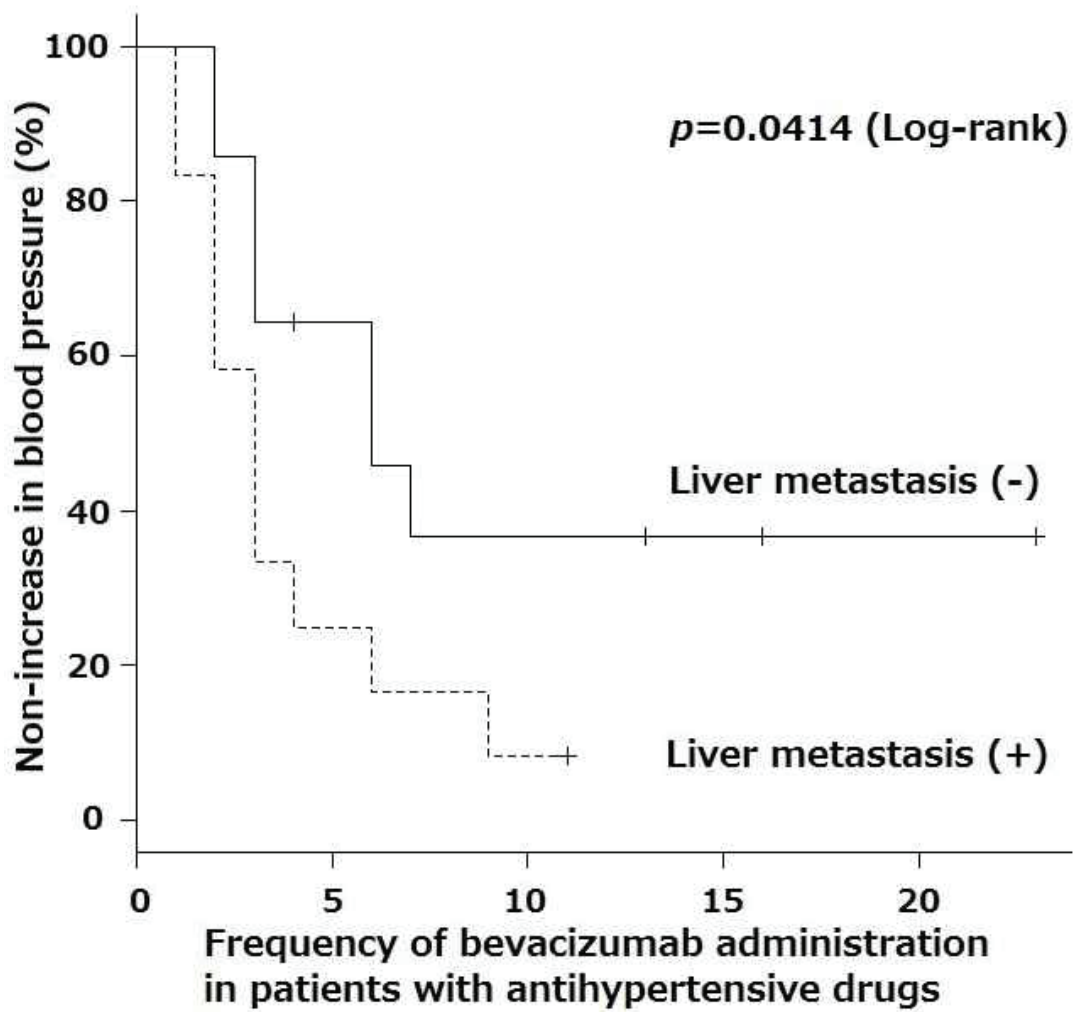 Non-increase in blood pressure (%)
100
80
60
40
20
0
p=0.0414 (Log-rank)
Liver metastasis (-)
Liver metastasis (+)
0 5 10 15 20
Frequency of bevacizumab administration
in patients with antihypertensive drugs